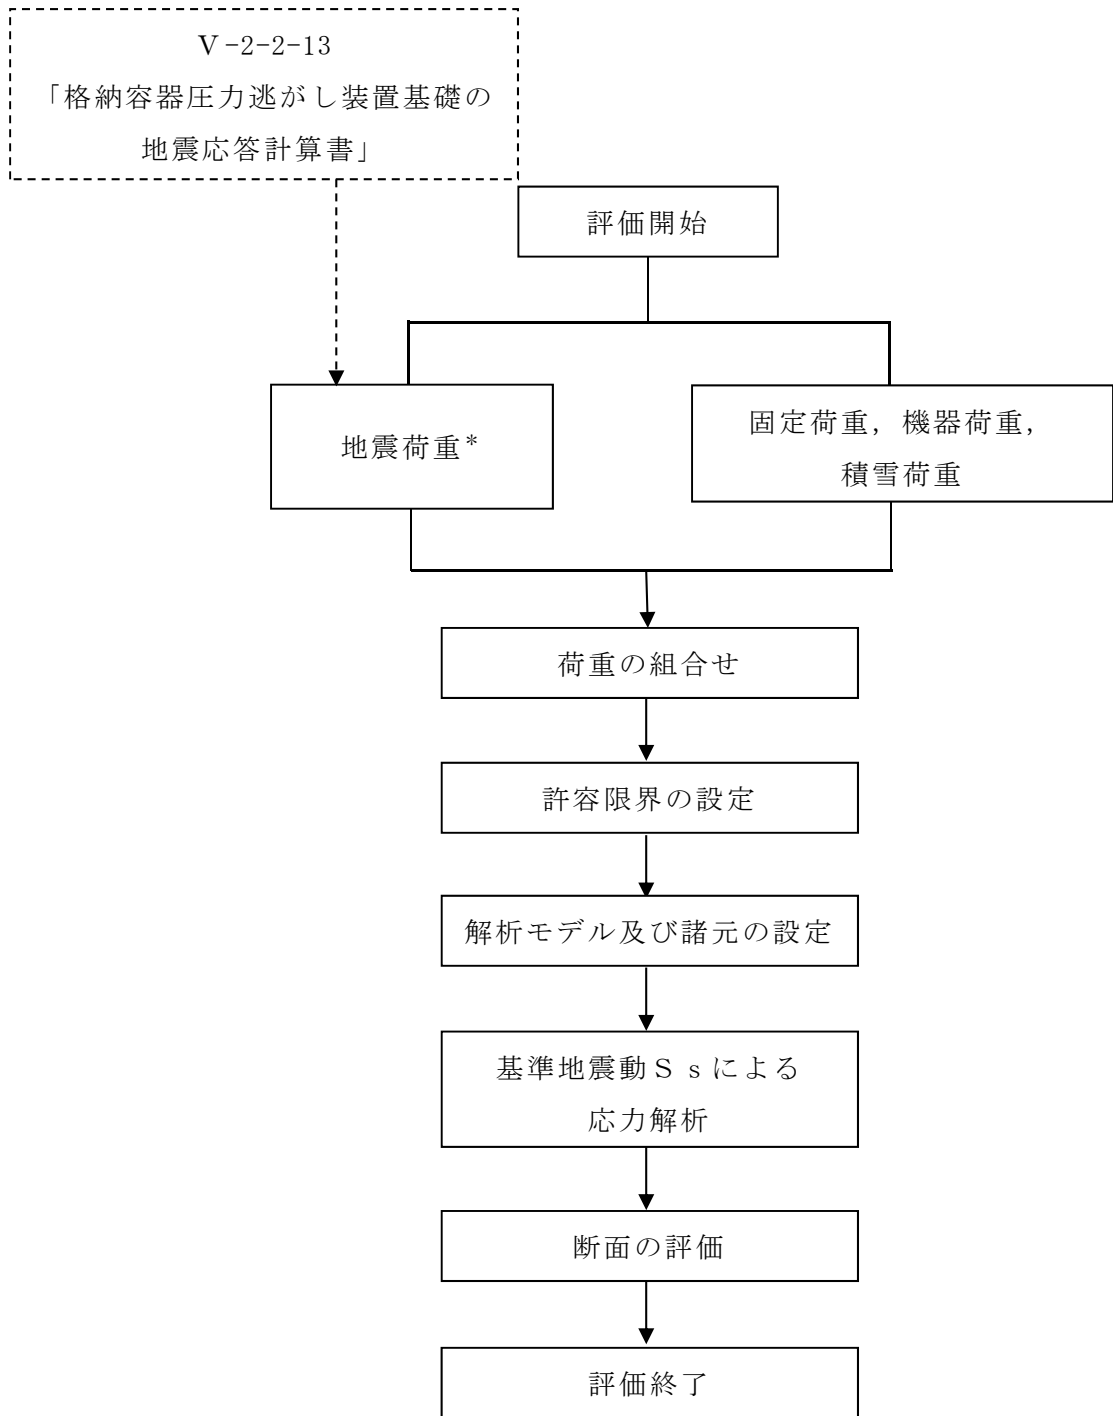 Ⅴ-2-2-13
「格納容器圧力逃がし装置基礎の
地震応答計算書」
評価開始
地震荷重*
固定荷重，機器荷重，
積雪荷重
荷重の組合せ
許容限界の設定
解析モデル及び諸元の設定
基準地震動Ｓｓによる
応力解析
断面の評価
評価終了